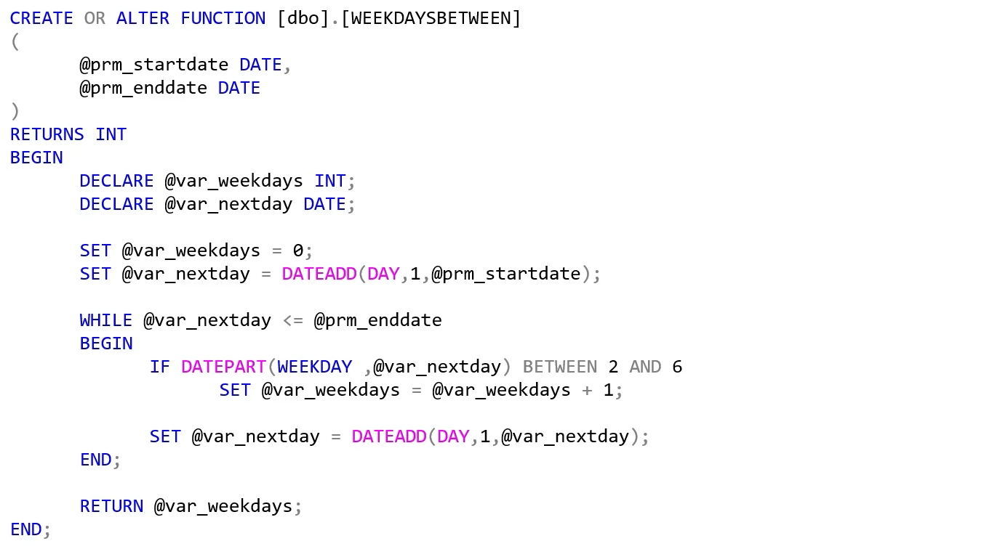 CREATE OR ALTER FUNCTION [dbo].[WEEKDAYSBETWEEN]
(
	@prm_startdate DATE,
	@prm_enddate DATE
)
RETURNS INT
BEGIN
	DECLARE @var_weekdays INT;
	DECLARE @var_nextday DATE;

	SET @var_weekdays = 0;
	SET @var_nextday = DATEADD(DAY,1,@prm_startdate);

	WHILE @var_nextday <= @prm_enddate
	BEGIN
		IF DATEPART(WEEKDAY ,@var_nextday) BETWEEN 2 AND 6
			SET @var_weekdays = @var_weekdays + 1;

		SET @var_nextday = DATEADD(DAY,1,@var_nextday);
	END;

	RETURN @var_weekdays;
END;